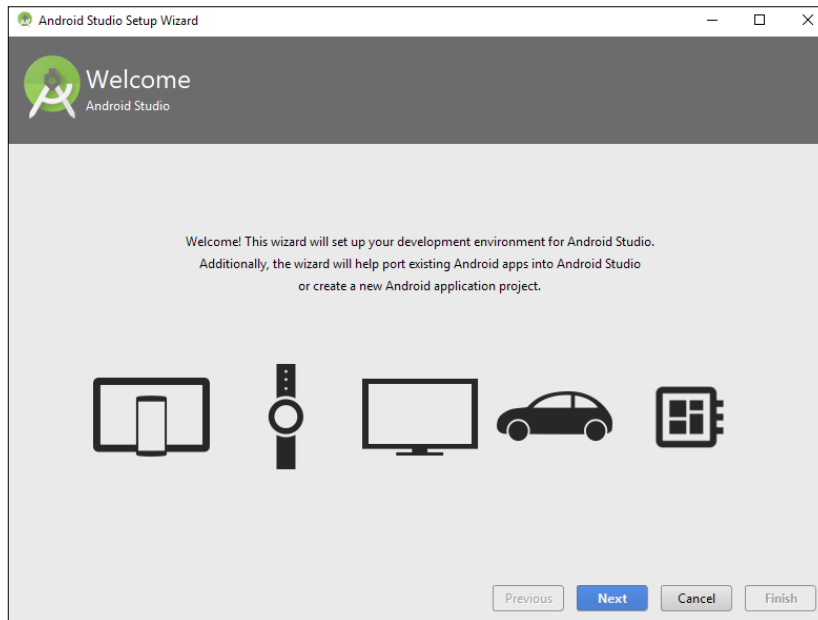 Android Studio Setup Wizard
Welcome
Android Studio
Welcome! This wizard will set up your development environment for Android Studio.
Additionally, the wizard will help port existing Android apps into Android Studio
or create a new Android application project.
Previous Next Cancel Finish